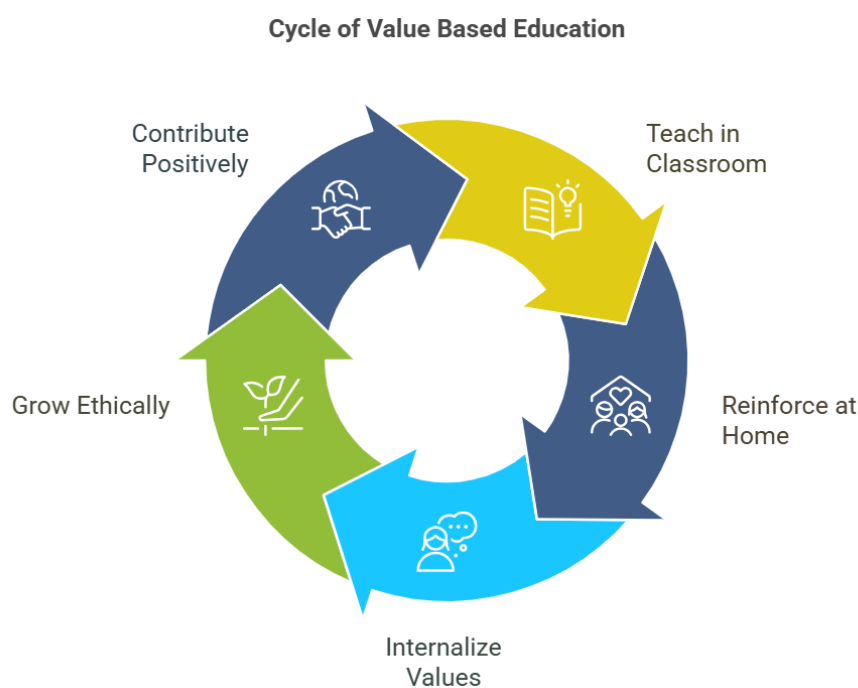 Cycle of Value Based Education
Contribute
Positively
Teach in
Classroom
Grow Ethically
Reinforce at
Home
Internalize
Values